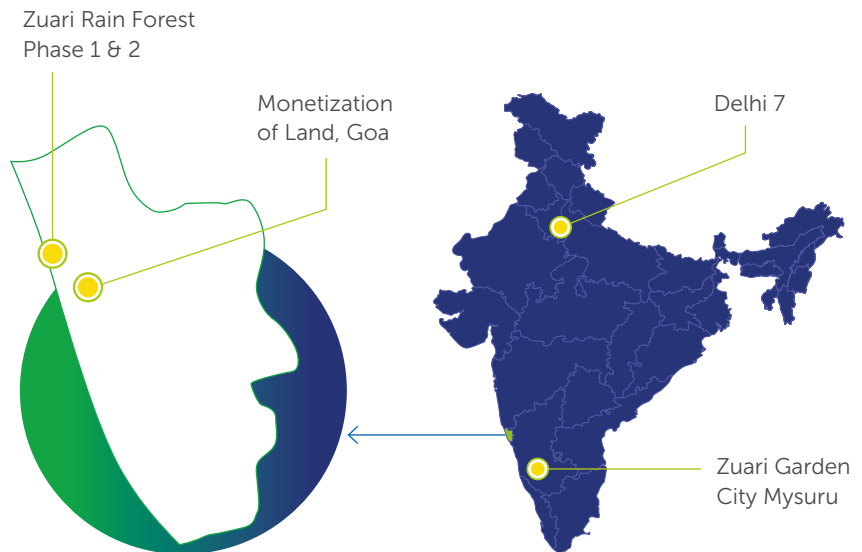 Zuari Rain Forest
Phase 1 & 2
Monetization
of Land, Goa
Delhi 7
Zuari Garden
City Mysuru